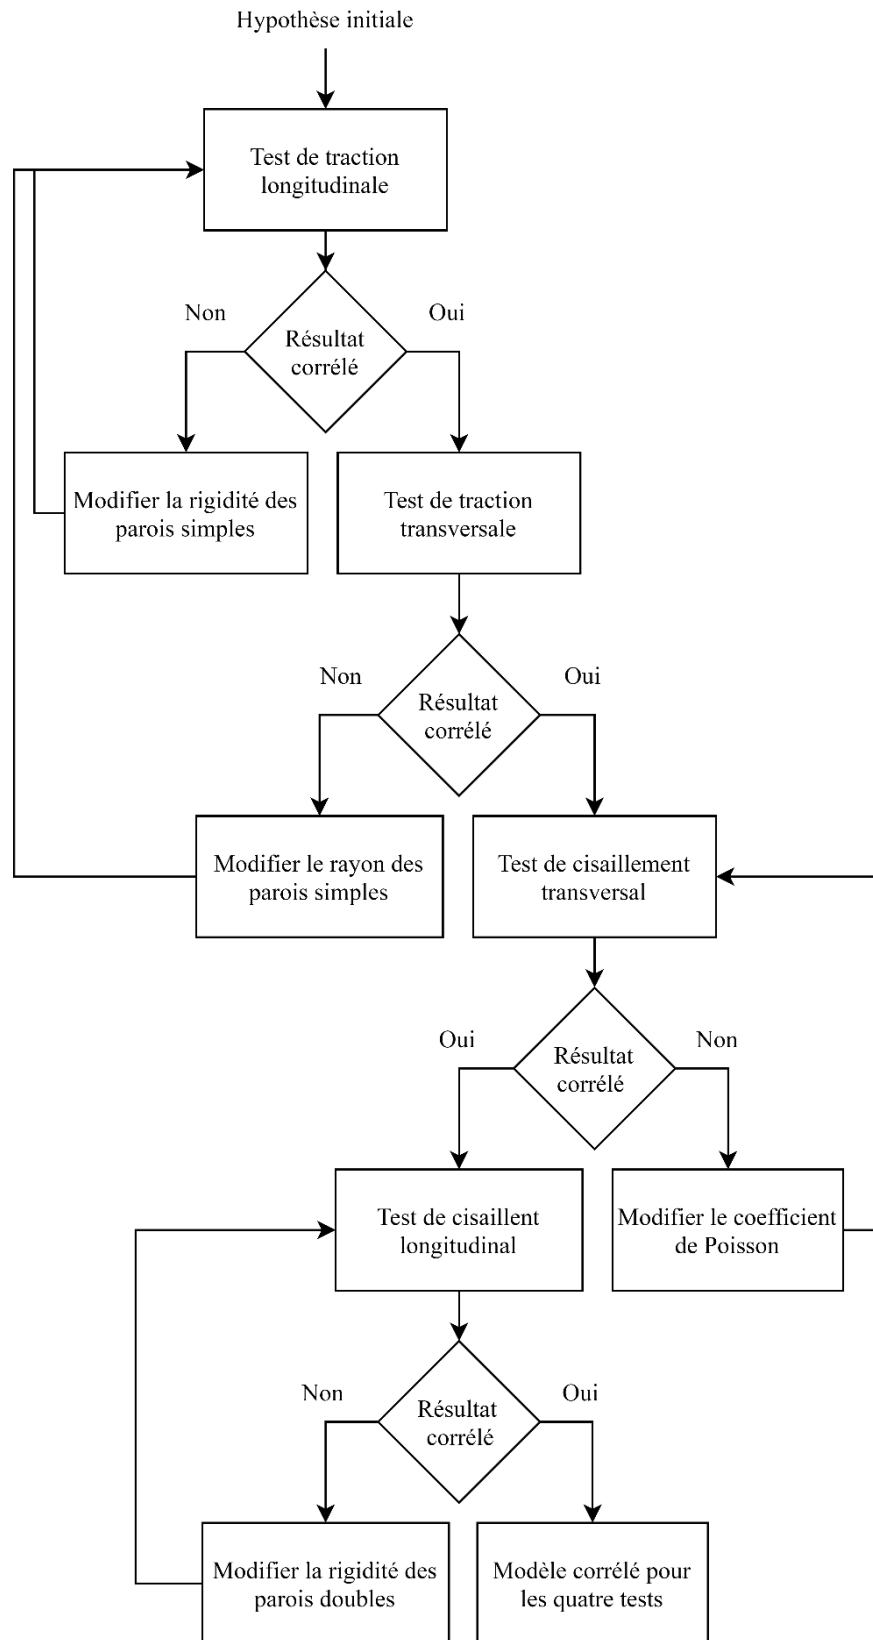 Hypothèse initiale
Test de traction
longitudinale
Non
Oui
Résultat
corrélé
Modifier la rigidité des
parois simples
Test de traction
transversale
Non
Oui
Résultat
corrélé
Modifier le rayon des
parois simples
Test de cisaillement
transversal
Oui
Non
Résultat
corrélé
Test de cisaillent
longitudinal
Modifier le coefficient
de Poisson
Non
Oui
Résultat
corrélé
Modifier la rigidité des
parois doubles
Modèle corrélé pour
les quatre tests